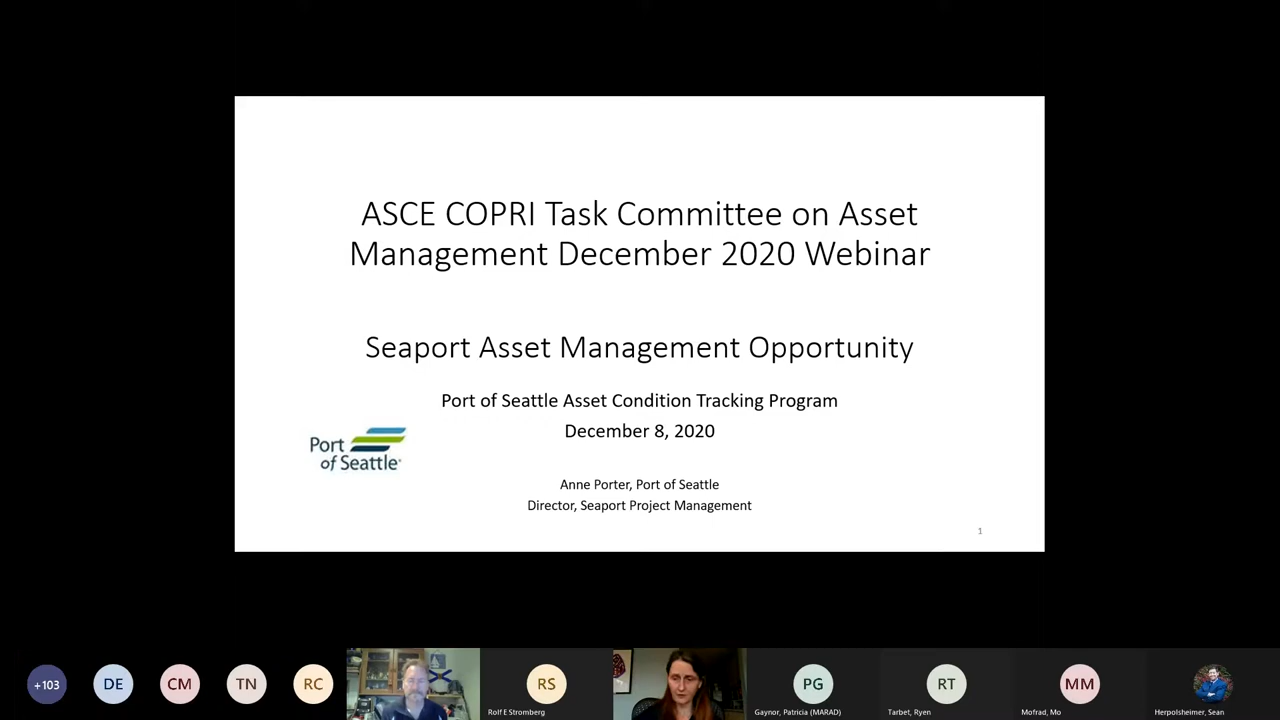 ASCE COPRI Task Committee on Asset
Management December 2020 Webinar
Seaport Asset Management Opportunity
Port of Seattle Asset Condition Tracking Program
December 8, 2020
Port
of Seattle
Anne Porter, Port of Seattle
Director, Seaport Project Management
1
+103
DE
CM
TN
RC
RS
PG
RT
MM
Rolf E Stromberg
Gaynor, Patricia (MARAD)
Tarbet, Ryen
Mofrad, Mo
Herpolsheimer, Sean